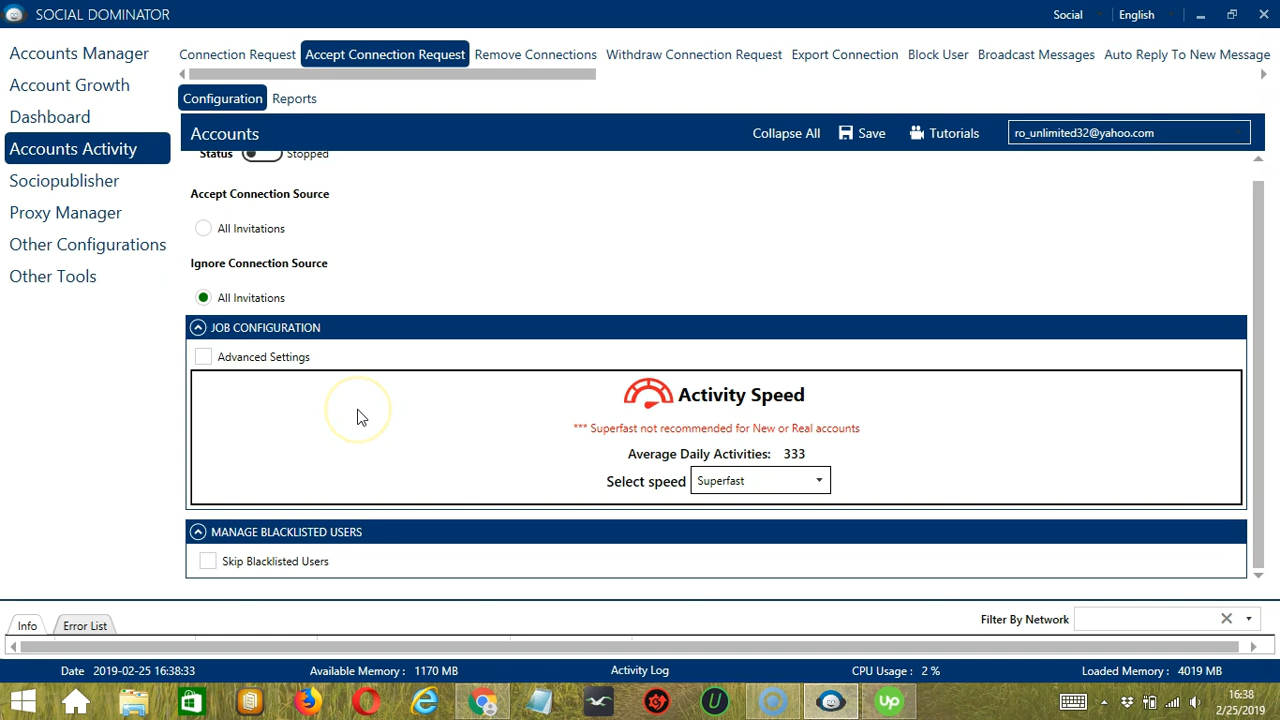 SOCIAL DOMINATOR
Social
English
Accounts Manager
Account Growth
Dashboard
Accounts Activity
Sociopublisher
Proxy Manager
Other Configurations
Other Tools
Connection Request
Accept Connection Request
Remove Connections
Withdraw Connection Request
Export Connection
Block User
Broadcast Messages
Auto Reply To New Message
Configuration
Reports
Accounts
Collapse All
Save
Tutorials
ro_unlimited32@yahoo.com
Status
Stopped
Accept Connection Source
All Invitations
Ignore Connection Source
All Invitations
JOB CONFIGURATION
Advanced Settings
Activity Speed
*** Superfast not recommended for New or Real accounts
Average Daily Activities: 333
Select speed
Superfast
MANAGE BLACKLISTED USERS
Skip Blacklisted Users
Info
Error List
Filter By Network
Date 2019-02-25 16:38:33
Available Memory : 1170 MB
Activity Log
CPU Usage : 2 %
Loaded Memory : 4019 MB
U
Up
16:38
2/25/2019